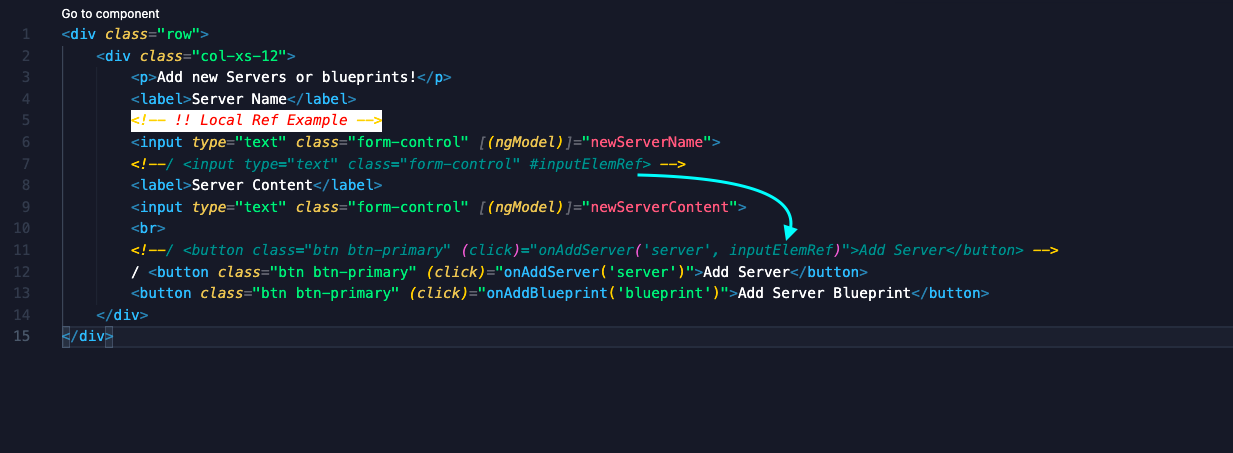 Go to component
1 <div class="row">
2 <div class="col-xs-12">
3 <p>Add new Servers or blueprints!</p>
4 <label>Server Name</label>
5 <!-- !! Local Ref Example -->
6 <input type="text" class="form-control" [(ngModel)]="newServerName">
7 <!--/ <input type="text" class="form-control" #inputElemRef> -->
8 <label>Server Content</label>
9 <input type="text" class="form-control" [(ngModel)]="newServerContent">
10 <br>
11 <!--/ <button class="btn btn-primary" (click)="onAddServer('server', inputElemRef)">Add Server</button> -->
12 / <button class="btn btn-primary" (click)="onAddServer('server')">Add Server</button>
13 <button class="btn btn-primary" (click)="onAddBlueprint('blueprint')">Add Server Blueprint</button>
14 </div>
15 </div>